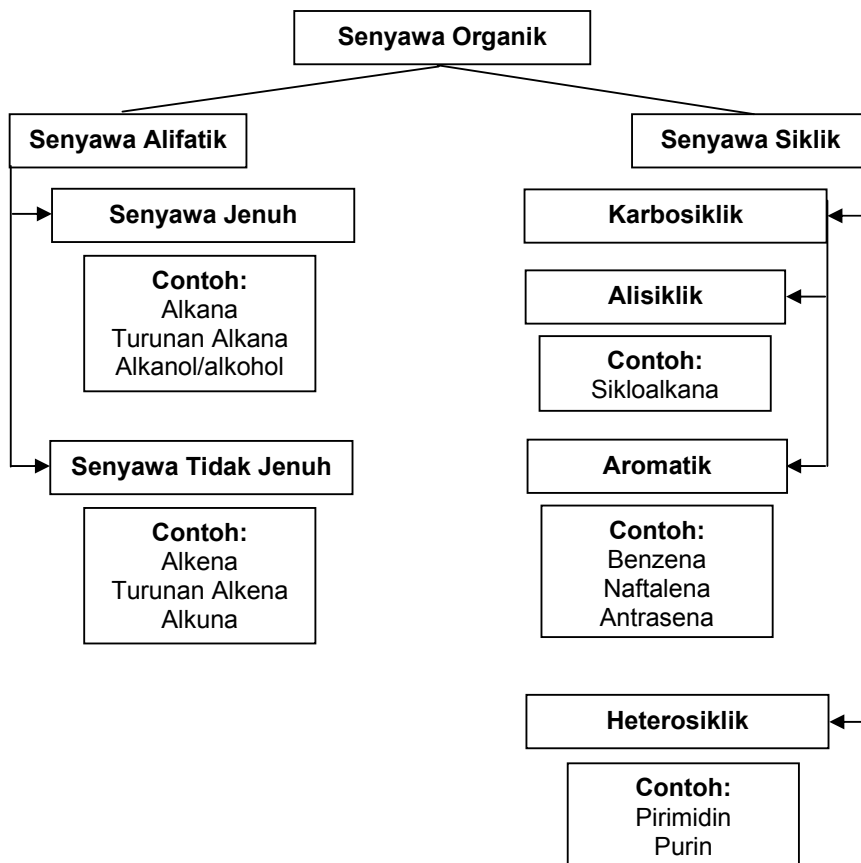 Senyawa Organik
Senyawa Alifatik
Senyawa Jenuh
Contoh:
Alkana
Turunan Alkana
Alkanol/alkohol
Senyawa Tidak Jenuh
Contoh:
Alkena
Turunan Alkena
Alkuna
Senyawa Siklik
Karbosiklik
Alisiklik
Contoh:
Sikloalkana
Aromatik
Contoh:
Benzena
Naftalena
Antrasena
Heterosiklik
Contoh:
Pirimidin
Purin